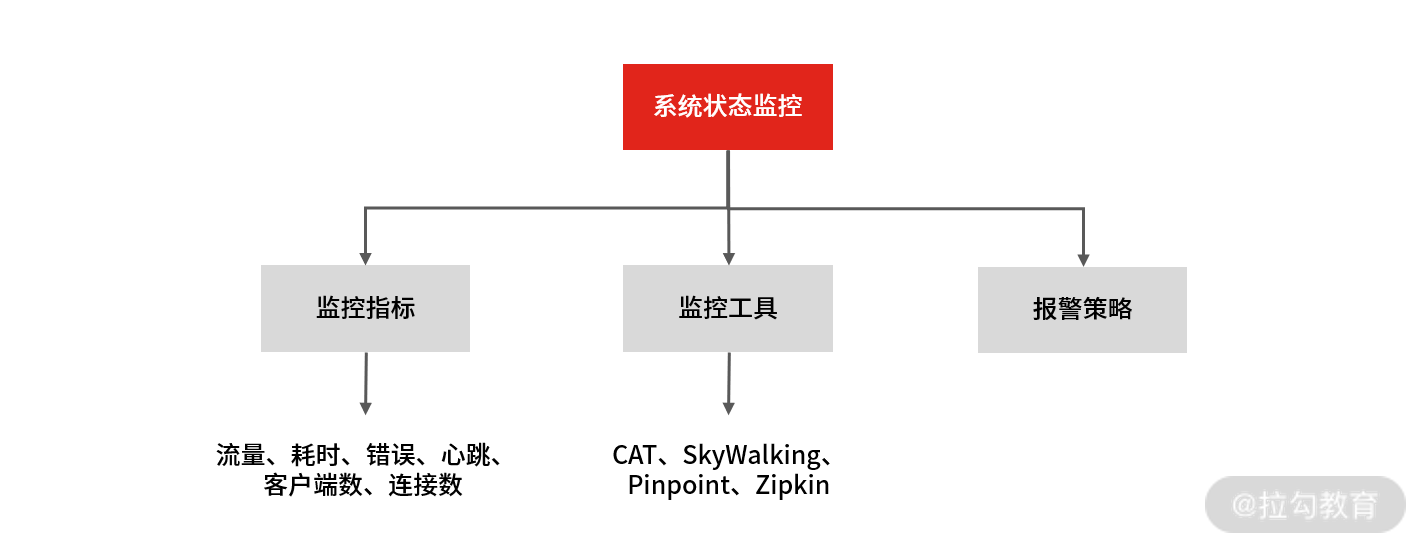 系统状态监控
监控指标
监控工具
报警策略
流量、耗时、错误、心跳、
客户端数、连接数
CAT、SkyWalking、
Pinpoint、Zipkin
@拉勾教育